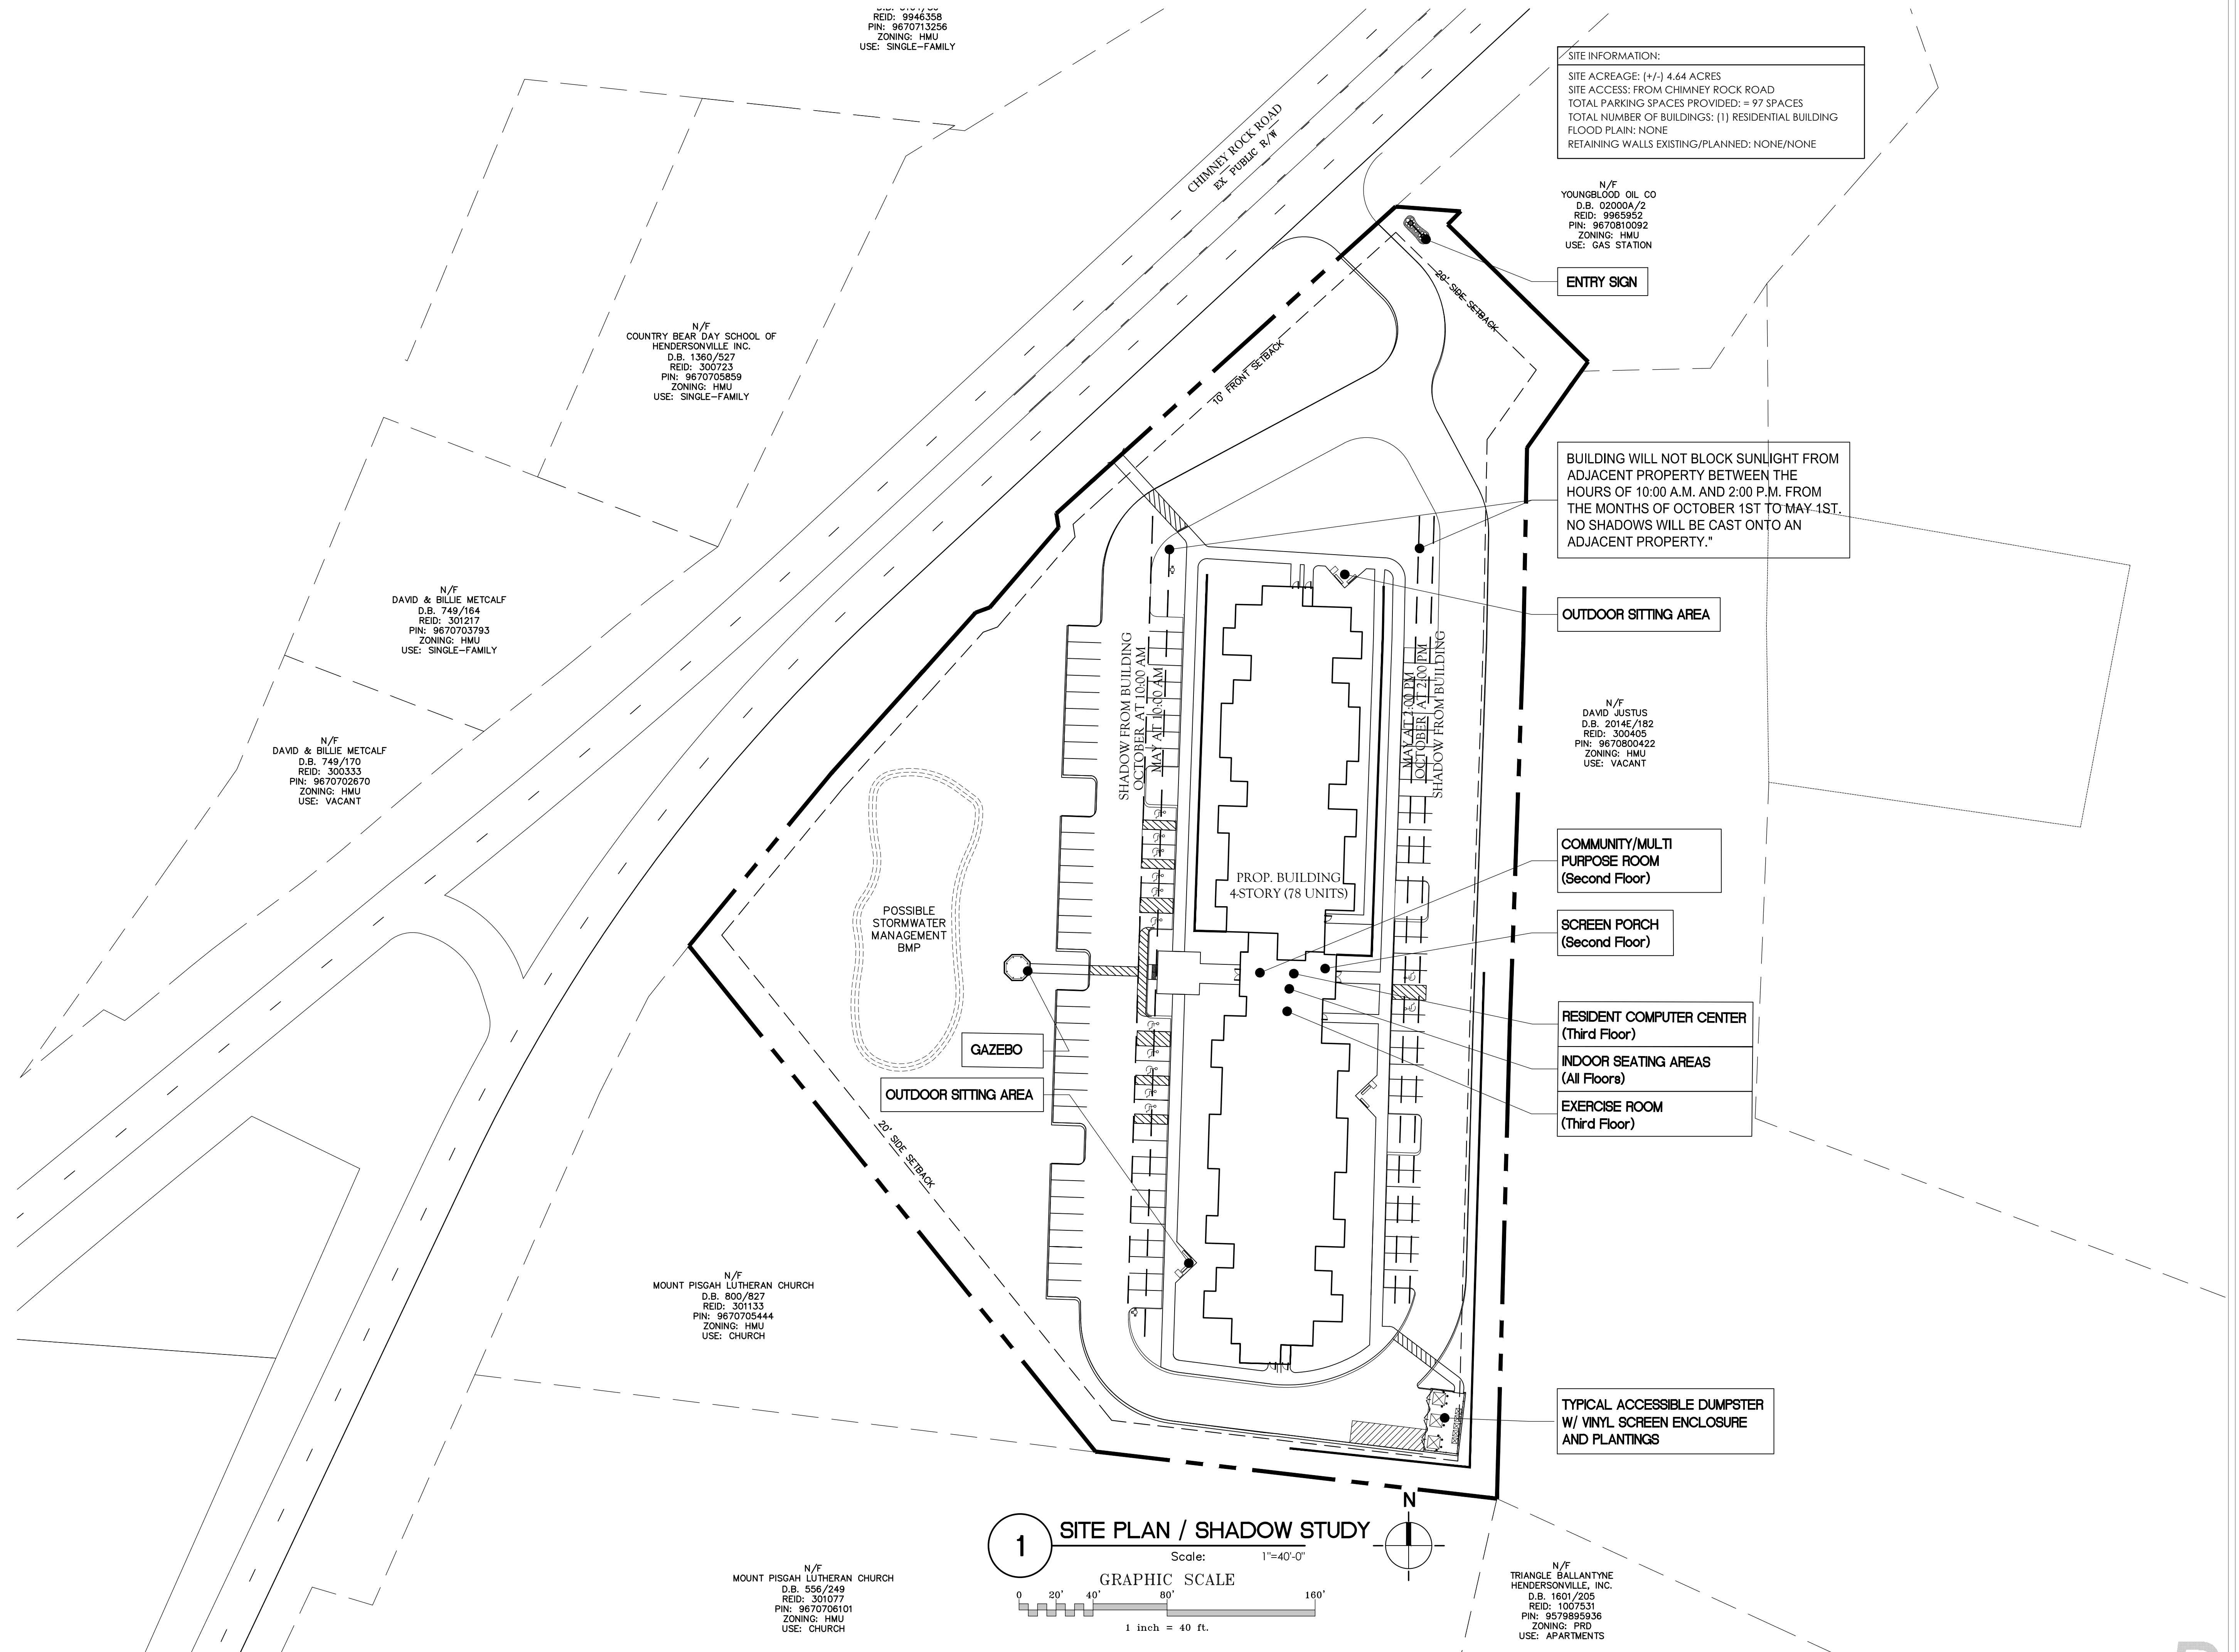 REID: 9946358
PIN: 9670713256
ZONING: HMU
USE: SINGLE-FAMILY
SITE INFORMATION:
SITE ACREAGE: (+/-) 4.64 ACRES
SITE ACCESS: FROM CHIMNEY ROCK ROAD
TOTAL PARKING SPACES PROVIDED: = 97 SPACES
TOTAL NUMBER OF BUILDINGS: (1) RESIDENTIAL BUILDING
FLOOD PLAIN: NONE
RETAINING WALLS EXISTING/PLANNED: NONE/NONE
CHIMNEY ROCK ROAD
EX. PUBLIC R/W
N/F
YOUNGBLOOD OIL CO
D.B. 02000A/2
REID: 9965952
PIN: 9670810092
ZONING: HMU
USE: GAS STATION
ENTRY SIGN
20' SIDE SETBACK
10' FRONT SETBACK
N/F
COUNTRY BEAR DAY SCHOOL OF
HENDERSONVILLE INC.
D.B. 1360/527
REID: 300723
PIN: 9670705859
ZONING: HMU
USE: SINGLE-FAMILY
BUILDING WILL NOT BLOCK SUNLIGHT FROM
ADJACENT PROPERTY BETWEEN THE
HOURS OF 10:00 A.M. AND 2:00 P.M. FROM
THE MONTHS OF OCTOBER 1ST TO MAY 1ST.
NO SHADOWS WILL BE CAST ONTO AN
ADJACENT PROPERTY."
OUTDOOR SITTING AREA
N/F
DAVID & BILLIE METCALF
D.B. 749/164
REID: 301217
PIN: 9670703793
ZONING: HMU
USE: SINGLE-FAMILY
SHADOW FROM BUILDING
OCTOBER AT 10:00 AM
MAY AT 10:00 AM
MAY AT 2:00 PM
OCTOBER AT 2:00 PM
SHADOW FROM BUILDING
N/F
DAVID JUSTUS
D.B. 2014E/182
REID: 300405
PIN: 9670800422
ZONING: HMU
USE: VACANT
N/F
DAVID & BILLIE METCALF
D.B. 749/170
REID: 300333
PIN: 9670702670
ZONING: HMU
USE: VACANT
COMMUNITY/MULTI
PURPOSE ROOM
(Second Floor)
PROP. BUILDING
4-STORY (78 UNITS)
POSSIBLE
STORMWATER
MANAGEMENT
BMP
SCREEN PORCH
(Second Floor)
RESIDENT COMPUTER CENTER
(Third Floor)
GAZEBO
INDOOR SEATING AREAS
(All Floors)
OUTDOOR SITTING AREA
EXERCISE ROOM
(Third Floor)
20' SIDE SETBACK
N/F
MOUNT PISGAH LUTHERAN CHURCH
D.B. 800/827
REID: 301133
PIN: 9670705444
ZONING: HMU
USE: CHURCH
TYPICAL ACCESSIBLE DUMPSTER
W/ VINYL SCREEN ENCLOSURE
AND PLANTINGS
N
1
SITE PLAN / SHADOW STUDY
Scale: 1"=40'-0"
GRAPHIC SCALE
0 20' 40' 80' 160'
1 inch = 40 ft.
N/F
MOUNT PISGAH LUTHERAN CHURCH
D.B. 556/249
REID: 301077
PIN: 9670706101
ZONING: HMU
USE: CHURCH
N/F
TRIANGLE BALLANTYNE
HENDERSONVILLE, INC.
D.B. 1601/205
REID: 1007531
PIN: 9579895936
ZONING: PRD
USE: APARTMENTS